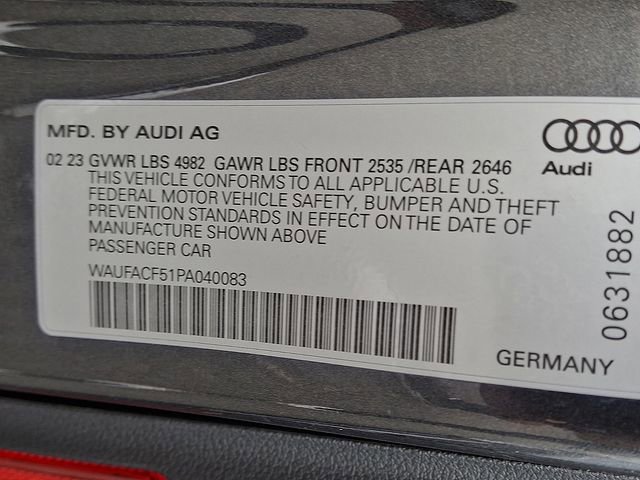 MFD. BY AUDI AG
02 23 GVWR LBS 4982 GAWR LBS FRONT 2535 /REAR 2646
THIS VEHICLE CONFORMS TO ALL APPLICABLE U.S.
FEDERAL MOTOR VEHICLE SAFETY, BUMPER AND THEFT
PREVENTION STANDARDS IN EFFECT ON THE DATE OF
MANUFACTURE SHOWN ABOVE
PASSENGER CAR
WAUFACF51PA040083
Audi
0631882
GERMANY